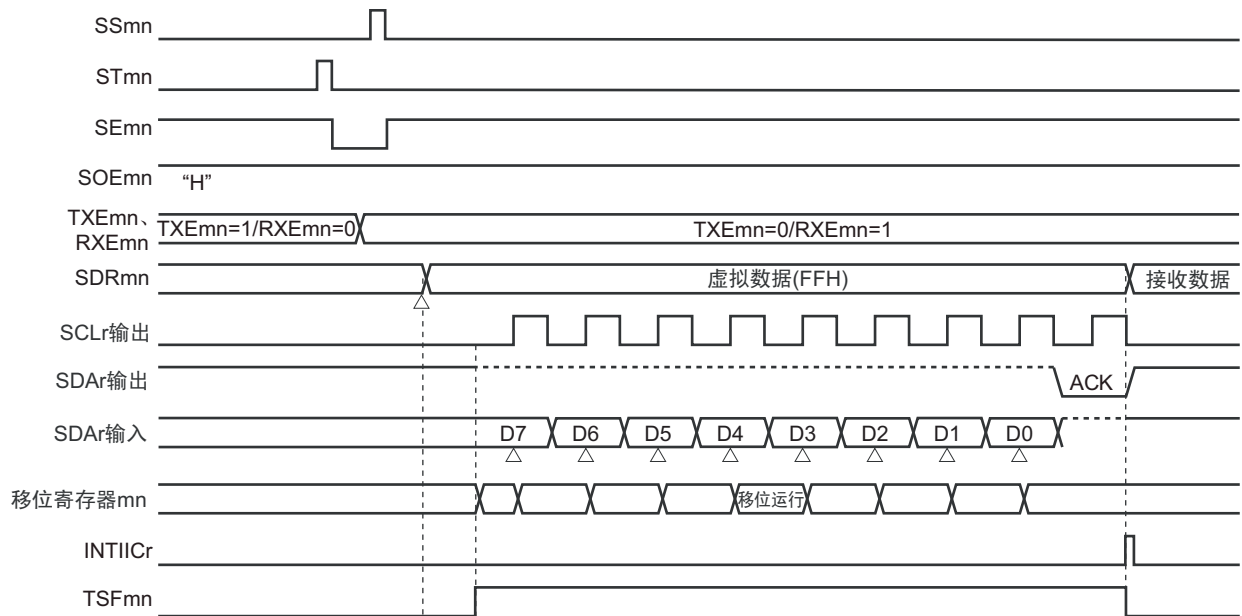 SSmn
STmn
SEmn
SOEmn “H”
TXEmn、
RXEmn
TXEmn=1/RXEmn=0 TXEmn=0/RXEmn=1
SDRmn 虚拟数据(FFH) 接收数据
SCLr输出
SDAr输出 ACK
SDAr输入 D7 D6 D5 D4 D3 D2 D1 D0
移位寄存器mn 移位运行
INTIICr
TSFmn